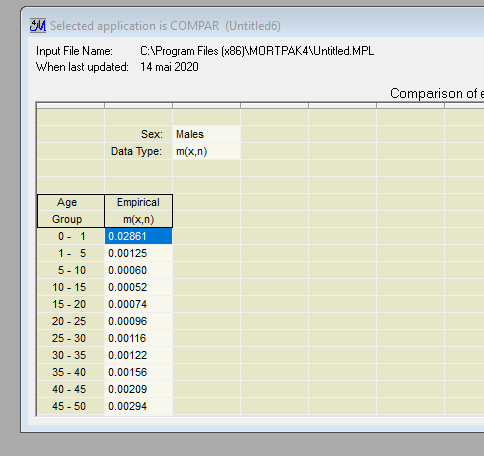 Selected application is COMPAR (Untitled6)
Input File Name: C:\Program Files (x86)\MORTPAK4\Untitled.MPL
When last updated: 14 mai 2020
Comparison of e
Sex: Males
Data Type: m(x,n)
Age Empirical
Group m(x,n)
0 - 1 0.02861
1 - 5 0.00125
5 - 10 0.00060
10 - 15 0.00052
15 - 20 0.00074
20 - 25 0.00096
25 - 30 0.00116
30 - 35 0.00122
35 - 40 0.00156
40 - 45 0.00209
45 - 50 0.00294